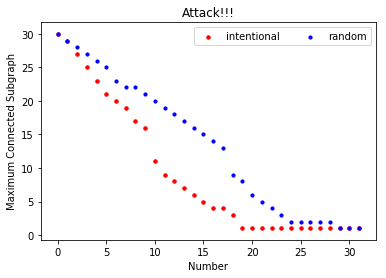 Attack!!!
intentional random
30
25
20
15
10
5
0
Maximum Connected Subgraph
0 5 10 15 20 25 30
Number